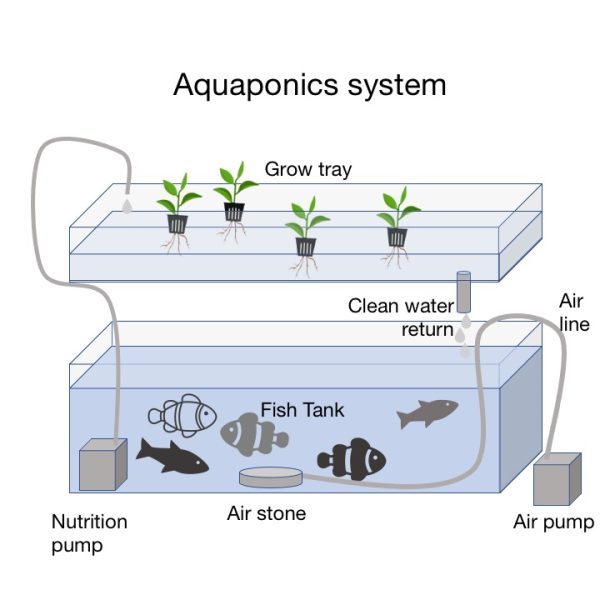 Aquaponics system
Grow tray
Clean water
return
Air
line
Fish Tank
Air stone
Nutrition
pump
Air pump